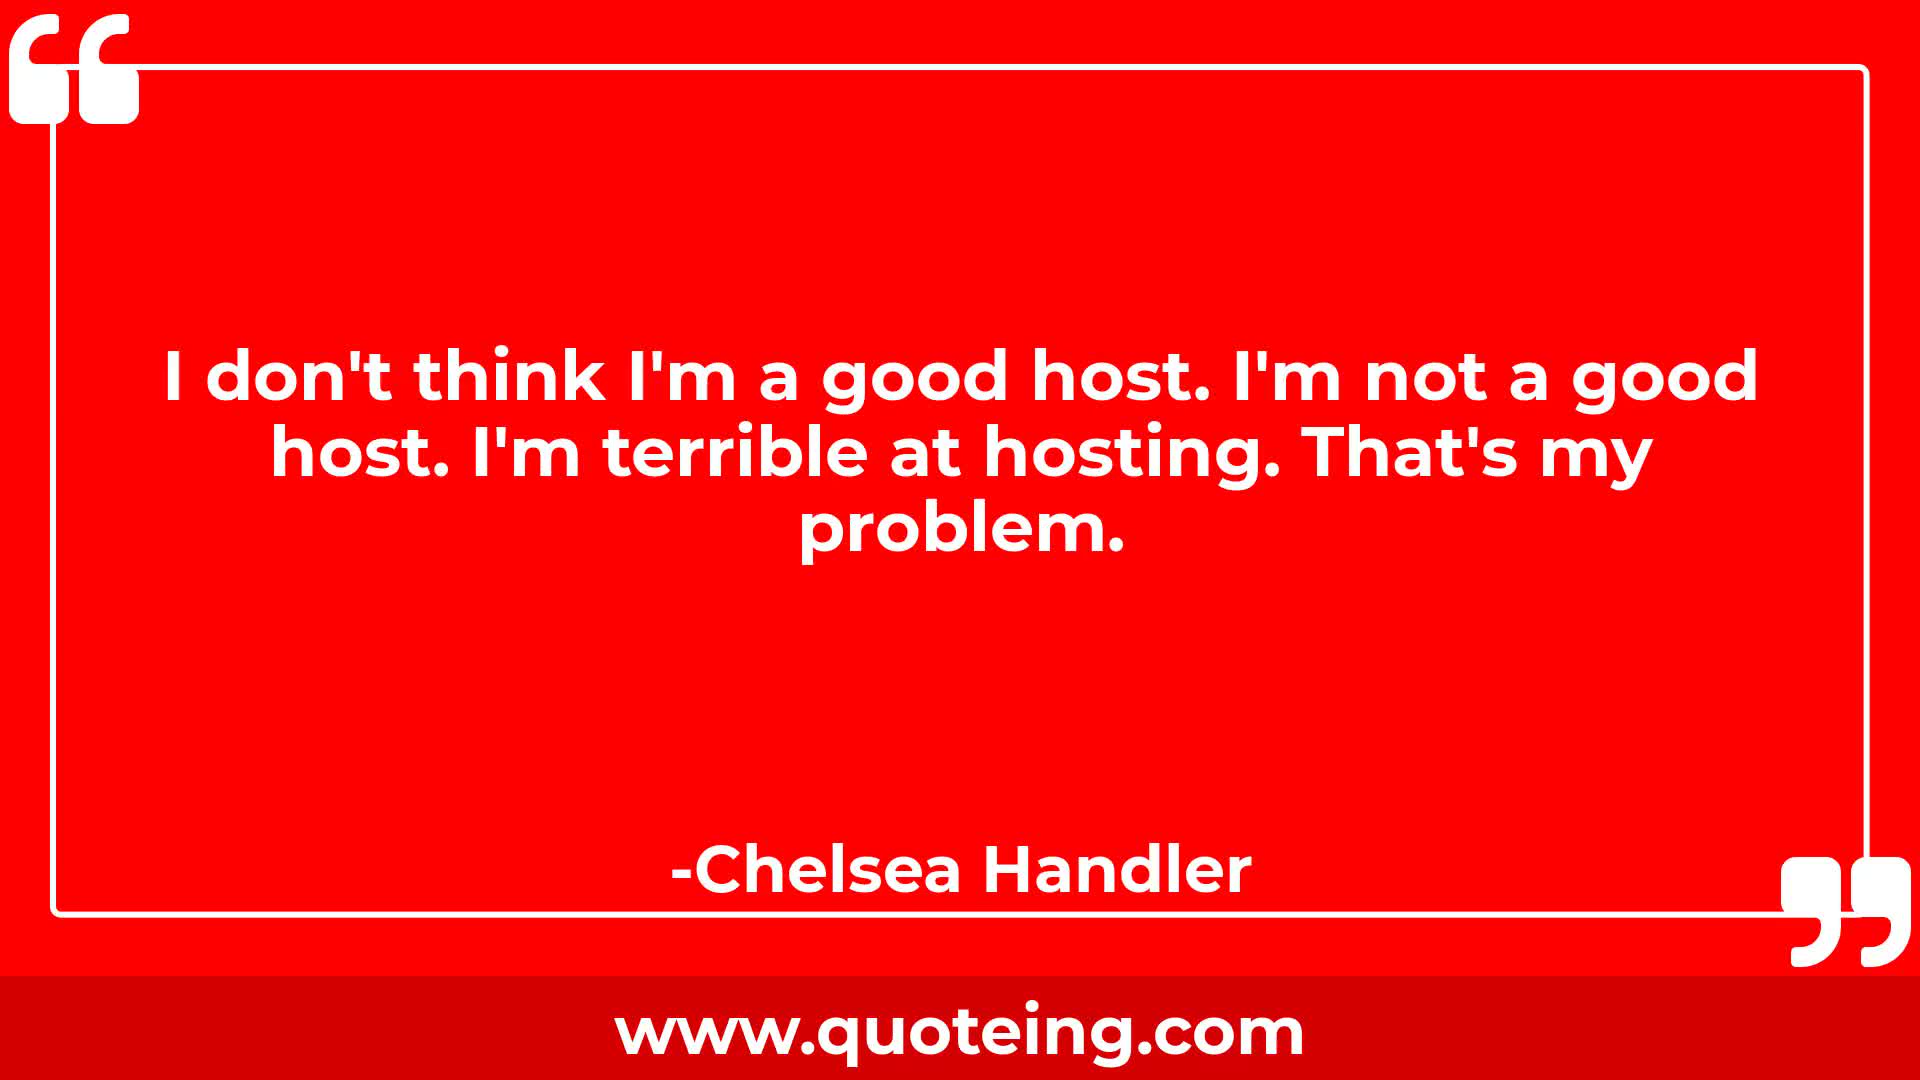 I don't think I'm a good host. I'm not a good
host. I'm terrible at hosting. That's my
problem.
-Chelsea Handler
www.quoteing.com